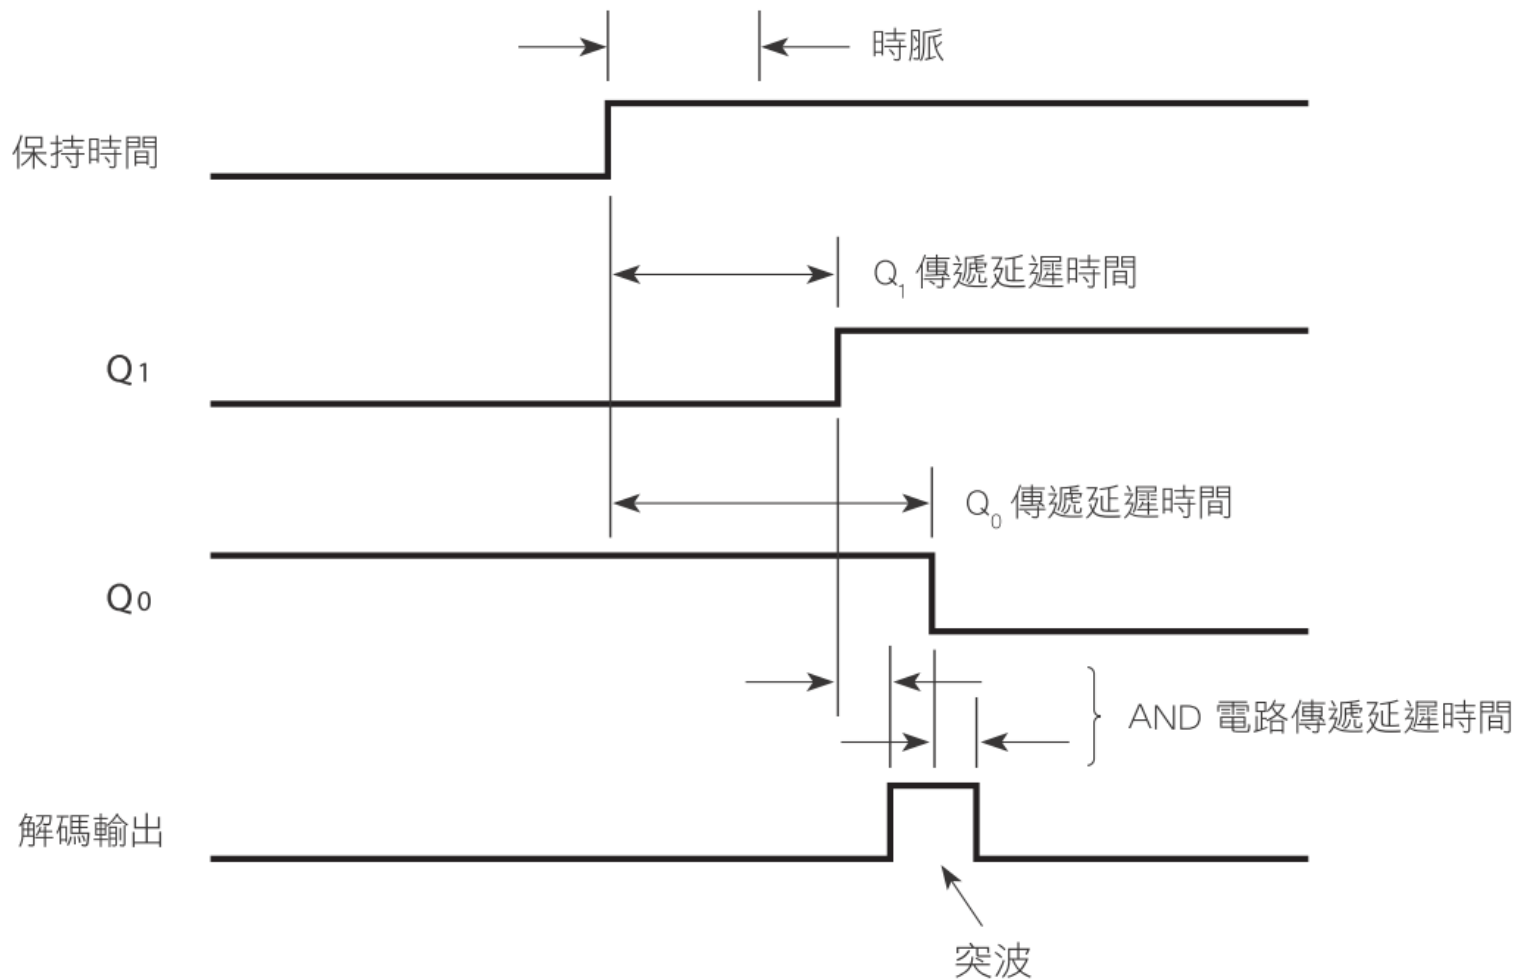 時脈
保持時間
Q₁ 傳遞延遲時間
Q1
Q₀ 傳遞延遲時間
Q0
AND 電路傳遞延遲時間
解碼輸出
突波